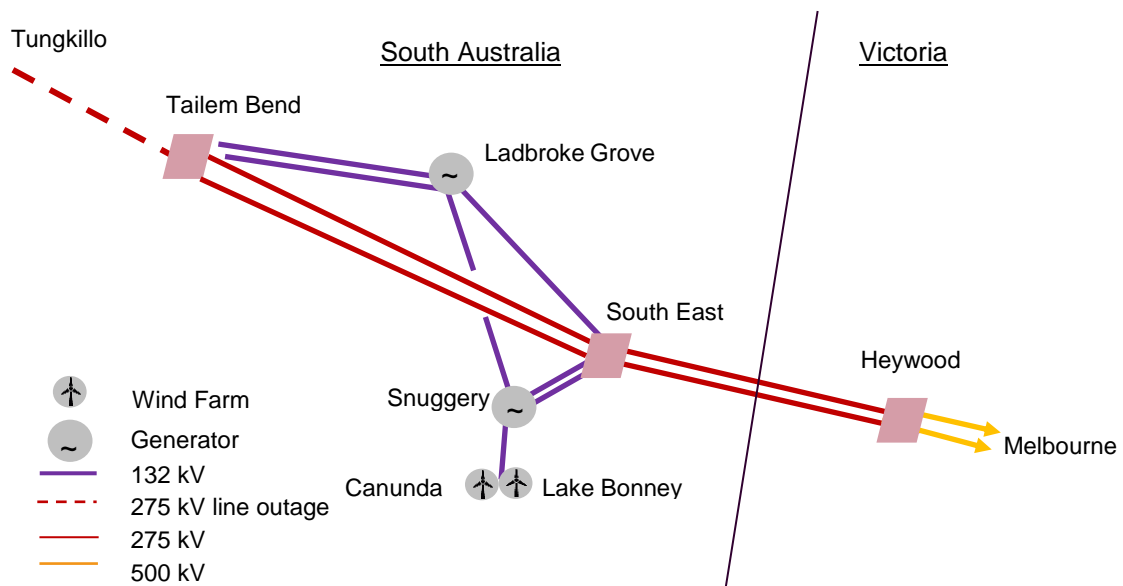 Tungkillo
South Australia
Victoria
Tailem Bend
Ladbroke Grove
South East
Heywood
Snuggery
Melbourne
Canunda
Lake Bonney
Wind Farm
Generator
132 kV
275 kV line outage
275 kV
500 kV